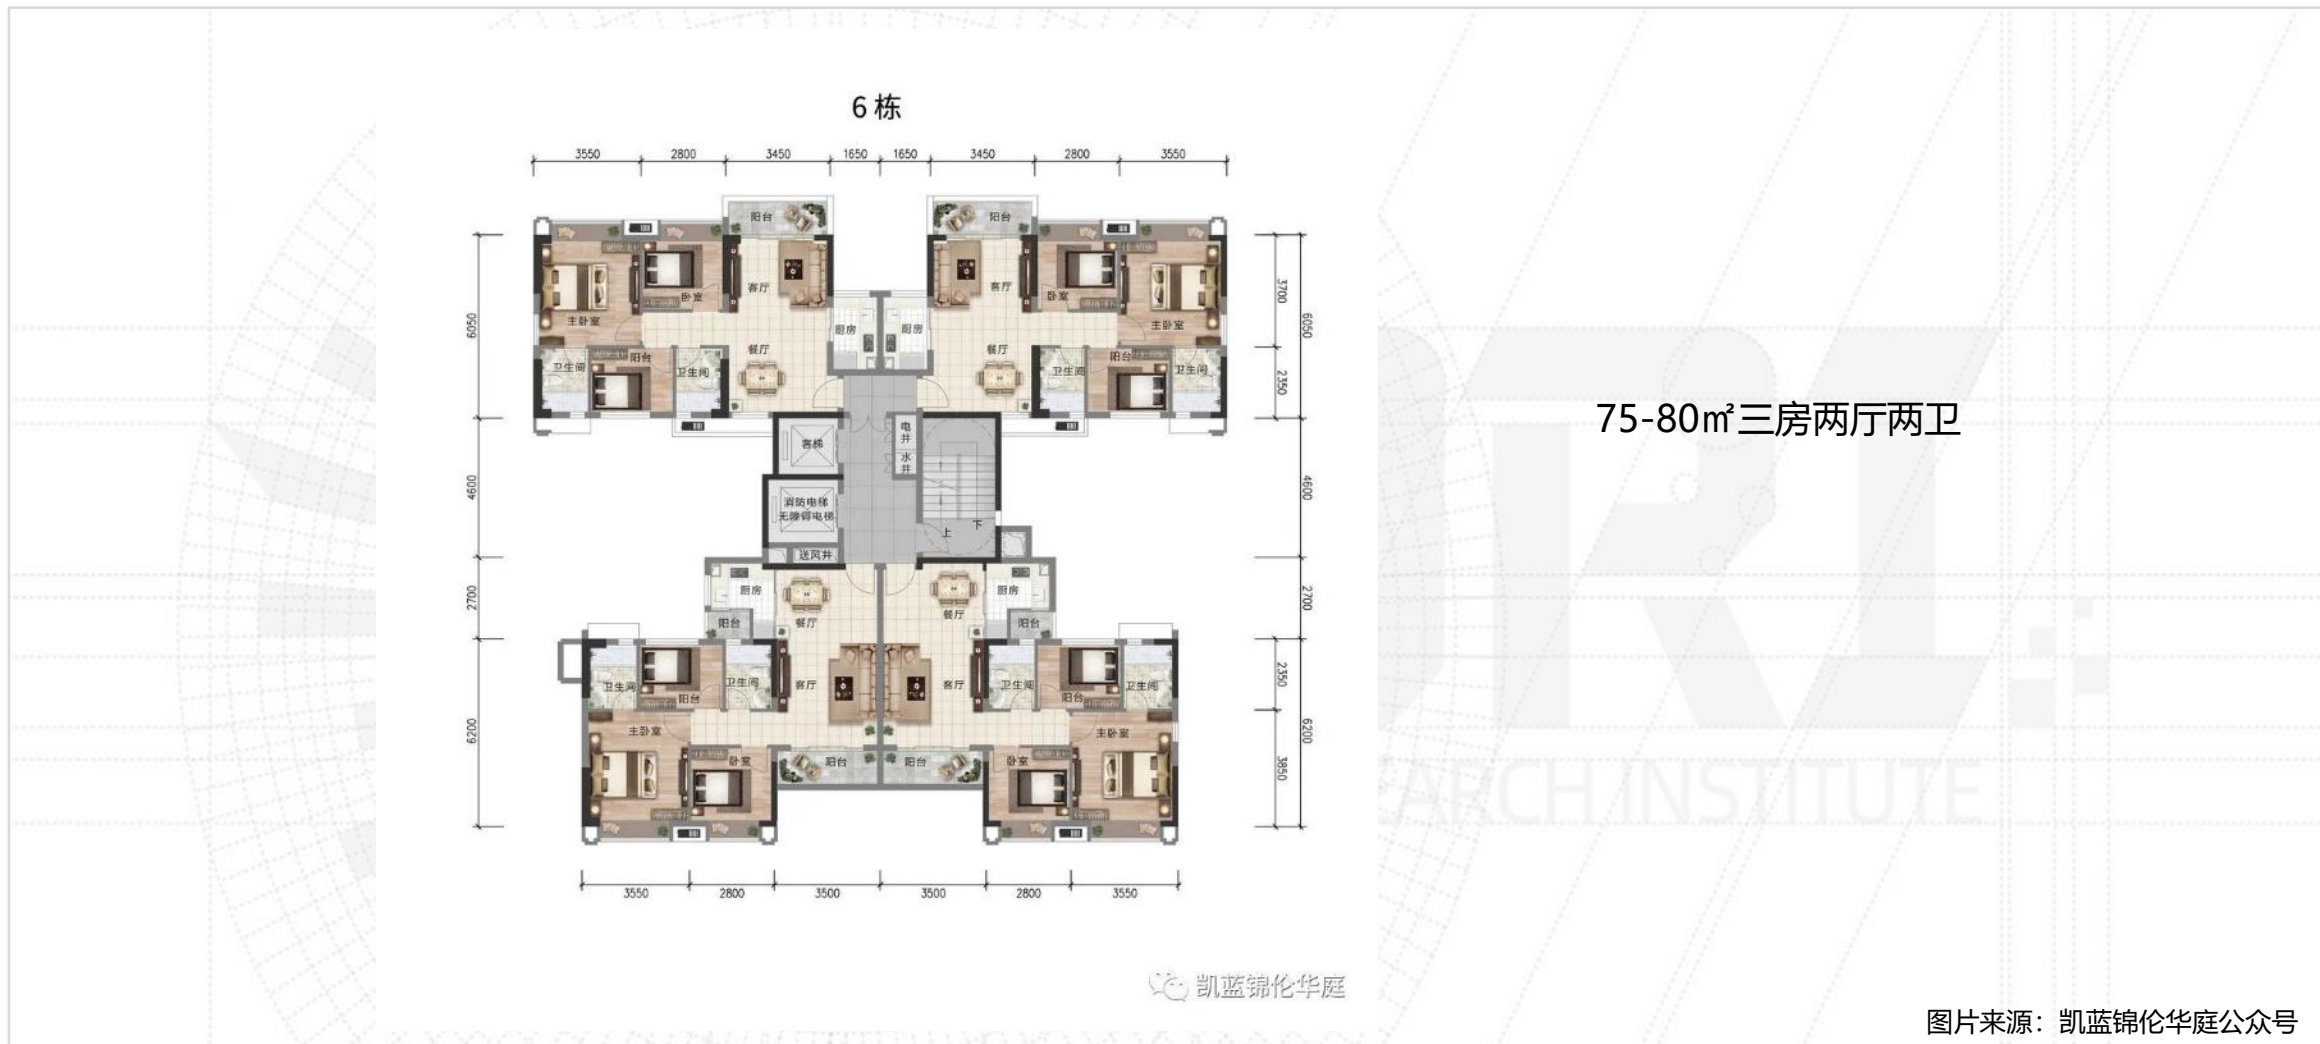 6栋
3550 2800 3450 1650 1650 3450 2800 3550
阳台 阳台
客厅 卧室 卧室 客厅
主卧室 厨房 厨房 主卧室
餐厅 餐厅
卫生间 阳台 卫生间 卫生间 阳台 卫生间
6050 3700 6050
2350
客梯 电井
水井
消防电梯
无障碍电梯
上 下
送风井
4600 4600
75-80㎡三房两厅两卫
厨房 厨房
阳台 餐厅 餐厅 阳台
2700 2700
卫生间 阳台 卫生间 客厅 客厅 卫生间 阳台 卫生间
2350
主卧室 主卧室
6200 6200
卧室 阳台 阳台 卧室
3850
ARCH INSTITUTE
3550 2800 3500 3500 2800 3550
凯蓝锦伦华庭
图片来源：凯蓝锦伦华庭公众号